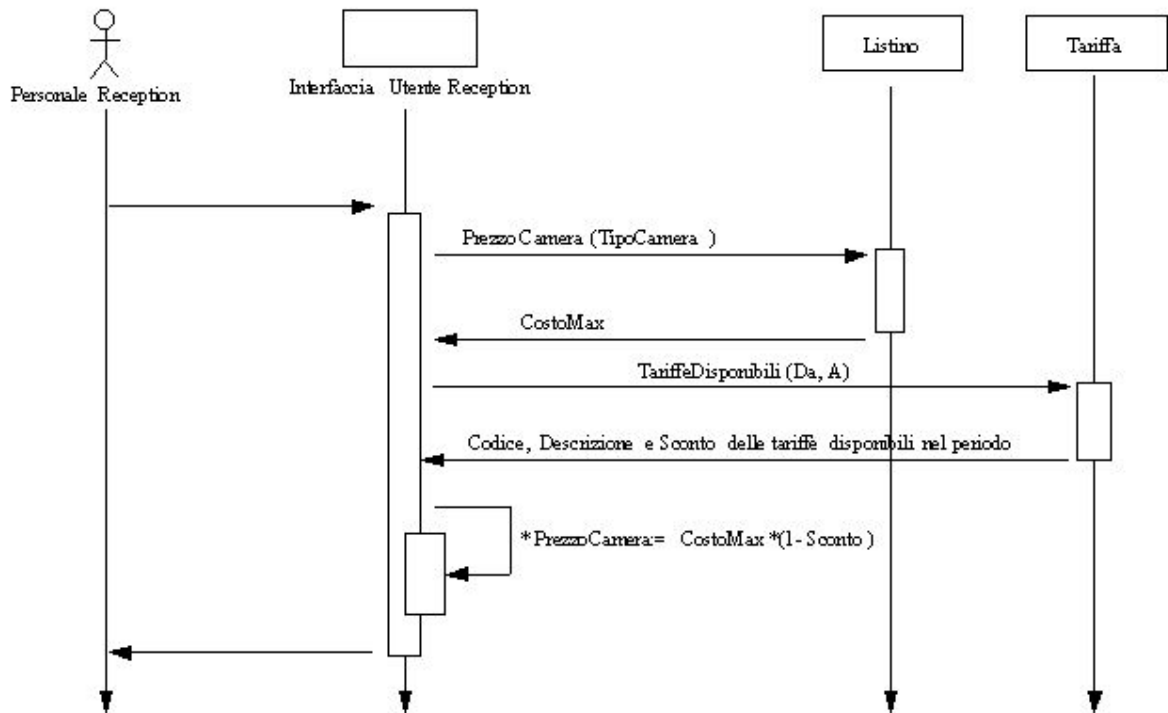 Listino
Tariffa
Personale Reception
Interfaccia Utente Reception
PrezzoCamera (TipoCamera )
CostoMax
TariffeDisponibili (Da, A)
Codice, Descrizione e Sconto delle tariffe disponibili nel periodo
*PrezzoCamera:= CostoMax *(1- Sconto )